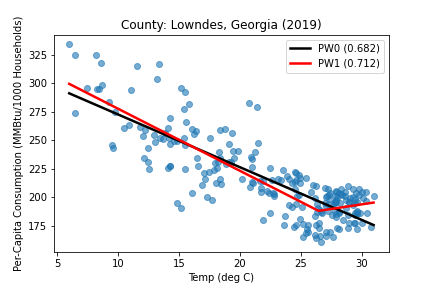 County: Lowndes, Georgia (2019)
PW0 (0.682)
PW1 (0.712)
Per-Capita Consumption (MMBtu/1000 Households)
325
300
275
250
225
200
175
5 10 15 20 25 30
Temp (deg C)